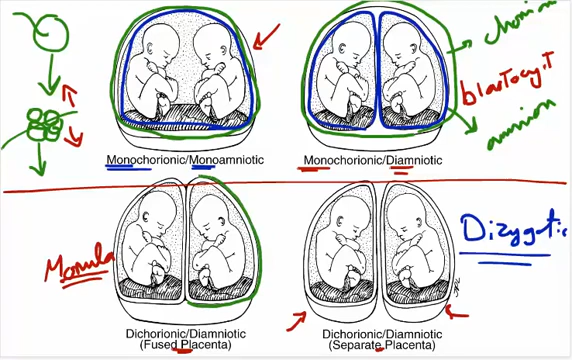 chorion
blastocyst
amnion
Monochorionic/Monoamniotic
Monochorionic/Diamniotic
Morula
Dizygotic
Dichorionic/Diamniotic
(Fused Placenta)
Dichorionic/Diamniotic
(Separate Placenta)